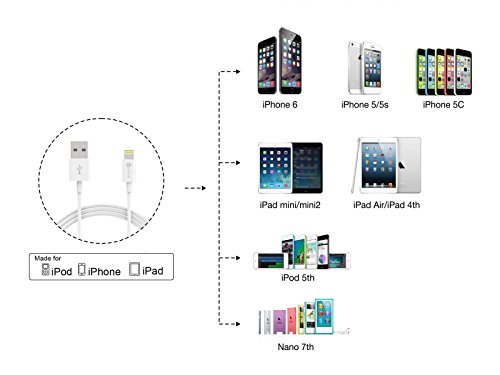 iPhone 6
iPhone 5/5s
iPhone 5C
iPad mini/mini2
iPad Air/iPad 4th
Made for
iPod iPhone iPad
iPod 5th
Nano 7th